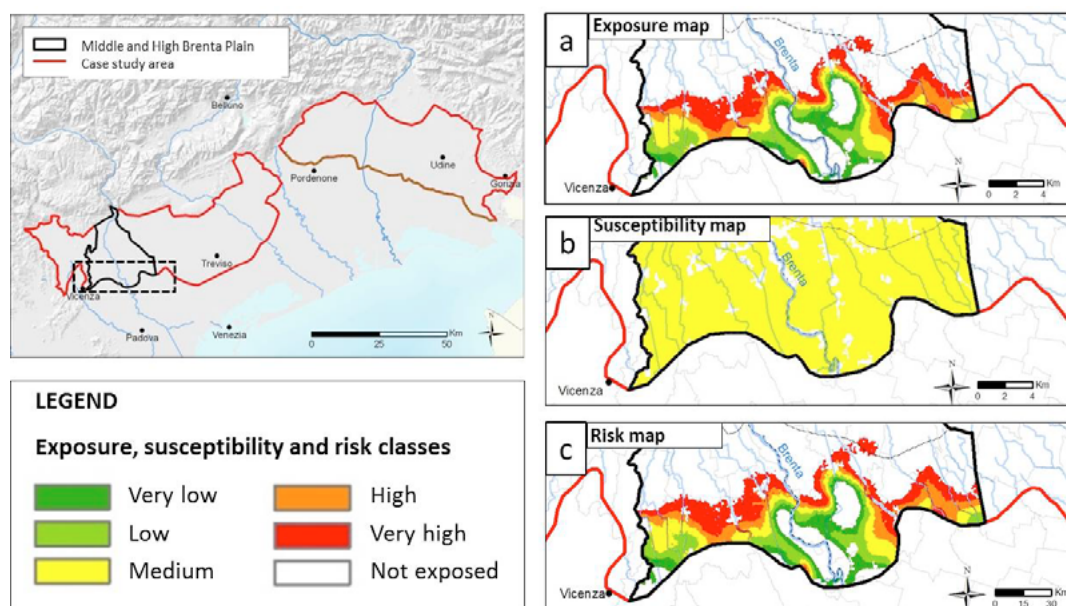 Middle and High Brenta Plain
Case study area
Belluno
Udine
Pordenone
Gorizia
Treviso
Vicenza
Padova
Venezia
Km
0 25 50
N
LEGEND
Exposure, susceptibility and risk classes
Very low
High
Low
Very high
Medium
Not exposed
a
Exposure map
Brenta
Vicenza
N
Km
0 2 4
b
Susceptibility map
Brenta
Vicenza
N
Km
0 2 4
c
Risk map
Brenta
Vicenza
N
Km
0 15 30